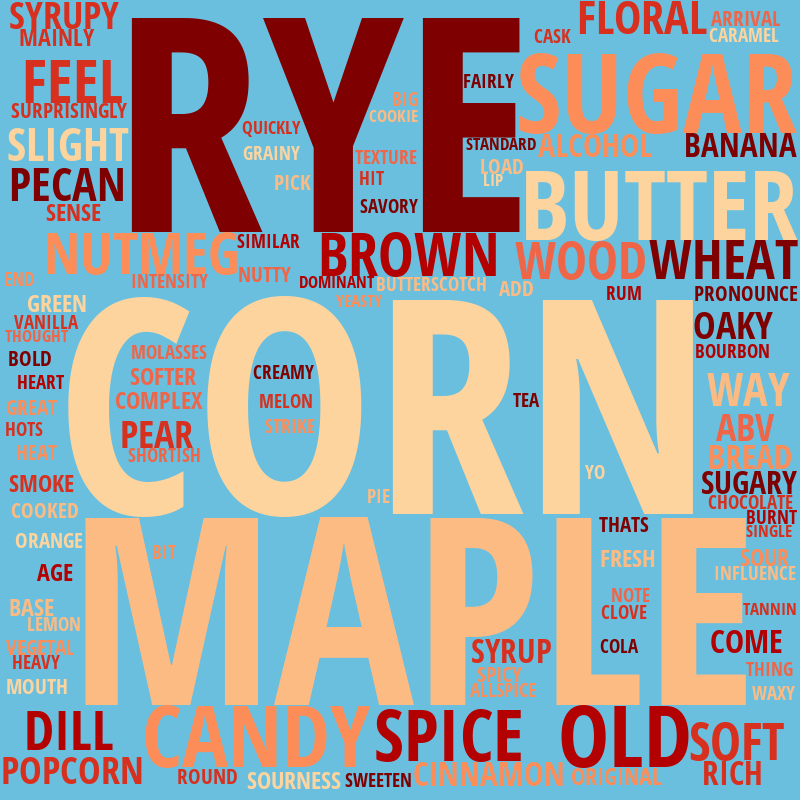 SYRUPY
RYE
FLORAL
ARRIVAL
MAINLY
CASK
CARAMEL
FEEL
FAIRLY
SUGAR
SURPRISINGLY
BIG
COOKIE
QUICKLY
SLIGHT
GRAINY
TEXTURE
STANDARD
ALCOHOL
BANANA
PECAN
PICK
HIT
LOAD
LIP
BUTTER
SENSE
SAVORY
NUTMEG
SIMILAR
BROWN
WOOD
WHEAT
END
INTENSITY
NUTTY
DOMINANT
BUTTERSCOTCH
ADD
RUM
PRONOUNCE
GREEN
YEASTY
VANILLA
THOUGHT
CORN
OAKY
BOLD
MOLASSES
BOURBON
HEART
SOFTER
CREAMY
WAY
GREAT
COMPLEX
MELON
TEA
HOTS
PEAR
STRIKE
ABV
HEAT
SHORTISH
BREAD
SMOKE
YO
SUGARY
COOKED
PIE
CHOCOLATE
BURNT
ORANGE
MAPLE
THATS
SINGLE
BIT
FRESH
SOUR
AGE
INFLUENCE
BASE
NOTE
LEMON
CLOVE
TANNIN
VEGETAL
SYRUP
COLA
COME
HEAVY
SPICY
THING
MOUTH
ALLSPICE
WAXY
DILL
CANDY
SPICE
OLD
SOFT
POPCORN
ROUND
SOURNESS
SWEETEN
CINNAMON
ORIGINAL
RICH